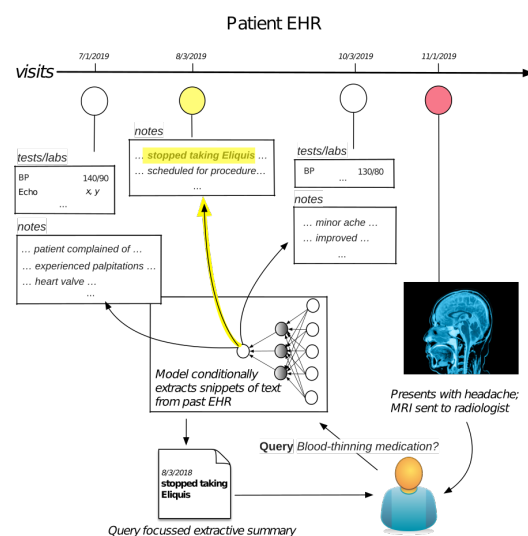 Patient EHR
7/1/2019
8/3/2019
10/3/2019
11/1/2019
visits
notes
… stopped taking Eliquis …
… scheduled for procedure…
…
tests/labs
BP 140/90
Echo x, y
…
tests/labs
BP 130/80
…
notes
… patient complained of …
… experienced palpitations …
… heart valve …
…
notes
… minor ache …
… improved …
…
Model conditionally
extracts snippets of text
from past EHR
Presents with headache;
MRI sent to radiologist
Query Blood-thinning medication?
8/3/2018
stopped taking
Eliquis
Query focussed extractive summary